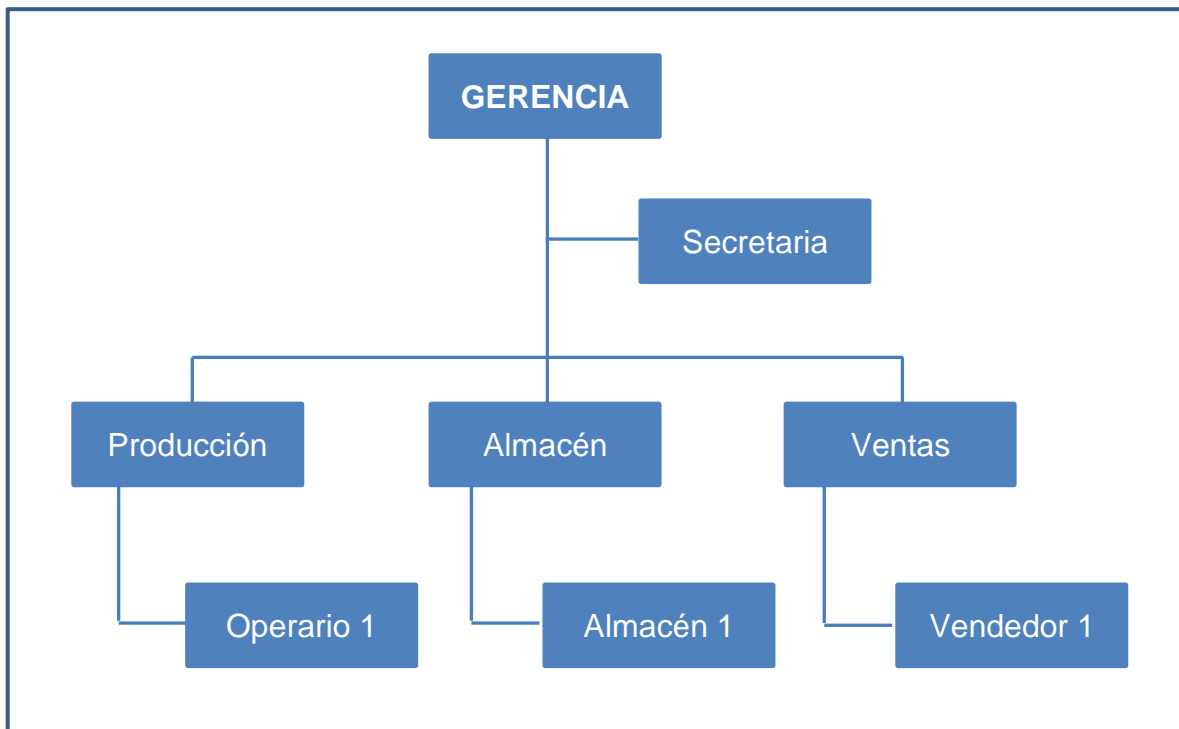 GERENCIA
Secretaria
Producción
Almacén
Ventas
Operario 1
Almacén 1
Vendedor 1